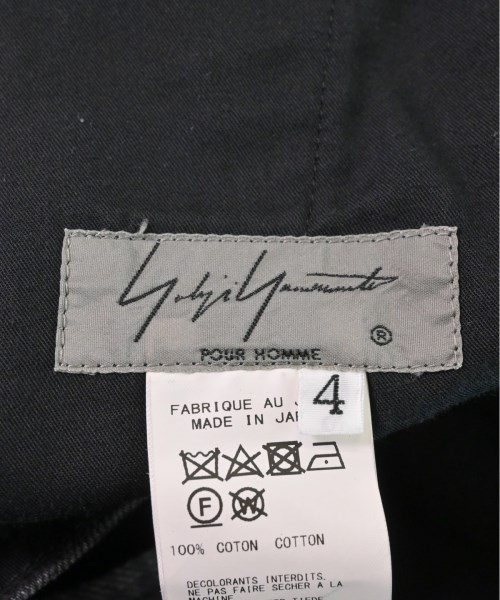 Yohji Yamamoto
®
POUR HOMME
4
FABRIQUE AU
MADE IN
F W
100% COTON COTTON
DECOLORANTS INTERDITS.
NE PAS FAIRE SECHER A LA
MACHINE